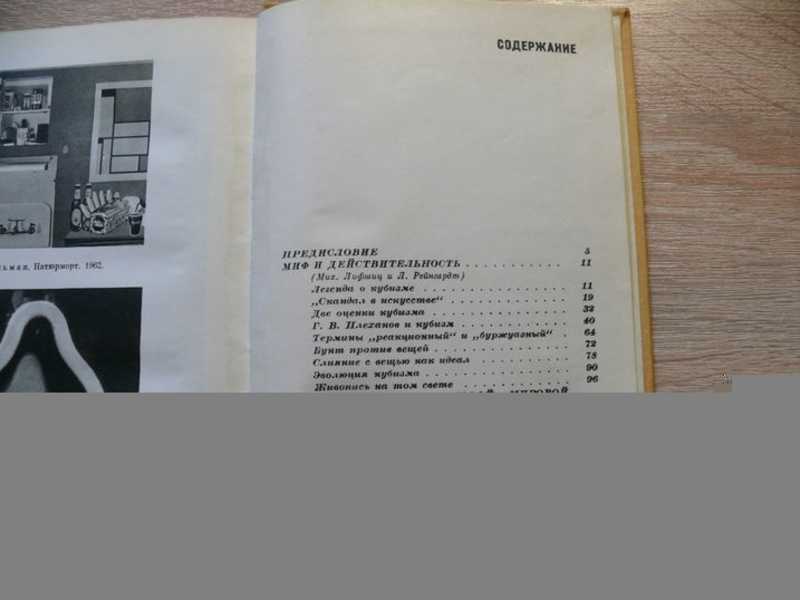 Натюрморт. 1962.
СОДЕРЖАНИЕ
ПРЕДИСЛОВИЕ 5
МИФ И ДЕЙСТВИТЕЛЬНОСТЬ . . . . . . . . . . . 11
(Мих. Лифшиц и Л. Рейнгардт)
Легенда о кубизме . . . . . . . . . . . . . . 11
„Скандал в искусстве“ . . . . . . . . . . . . 19
Две оценки кубизма . . . . . . . . . . . . . 32
Г. В. Плеханов и кубизм . . . . . . . . . . . 40
Термины „реакционный“ и „буржуазный“ . 64
Бунт против вещей . . . . . . . . . . . . . 72
Слияние с вещью как идеал . . . . . . . . . 78
Эволюция кубизма . . . . . . . . . . . . . 90
Живопись на том свете . . . . . . . . . . . 96